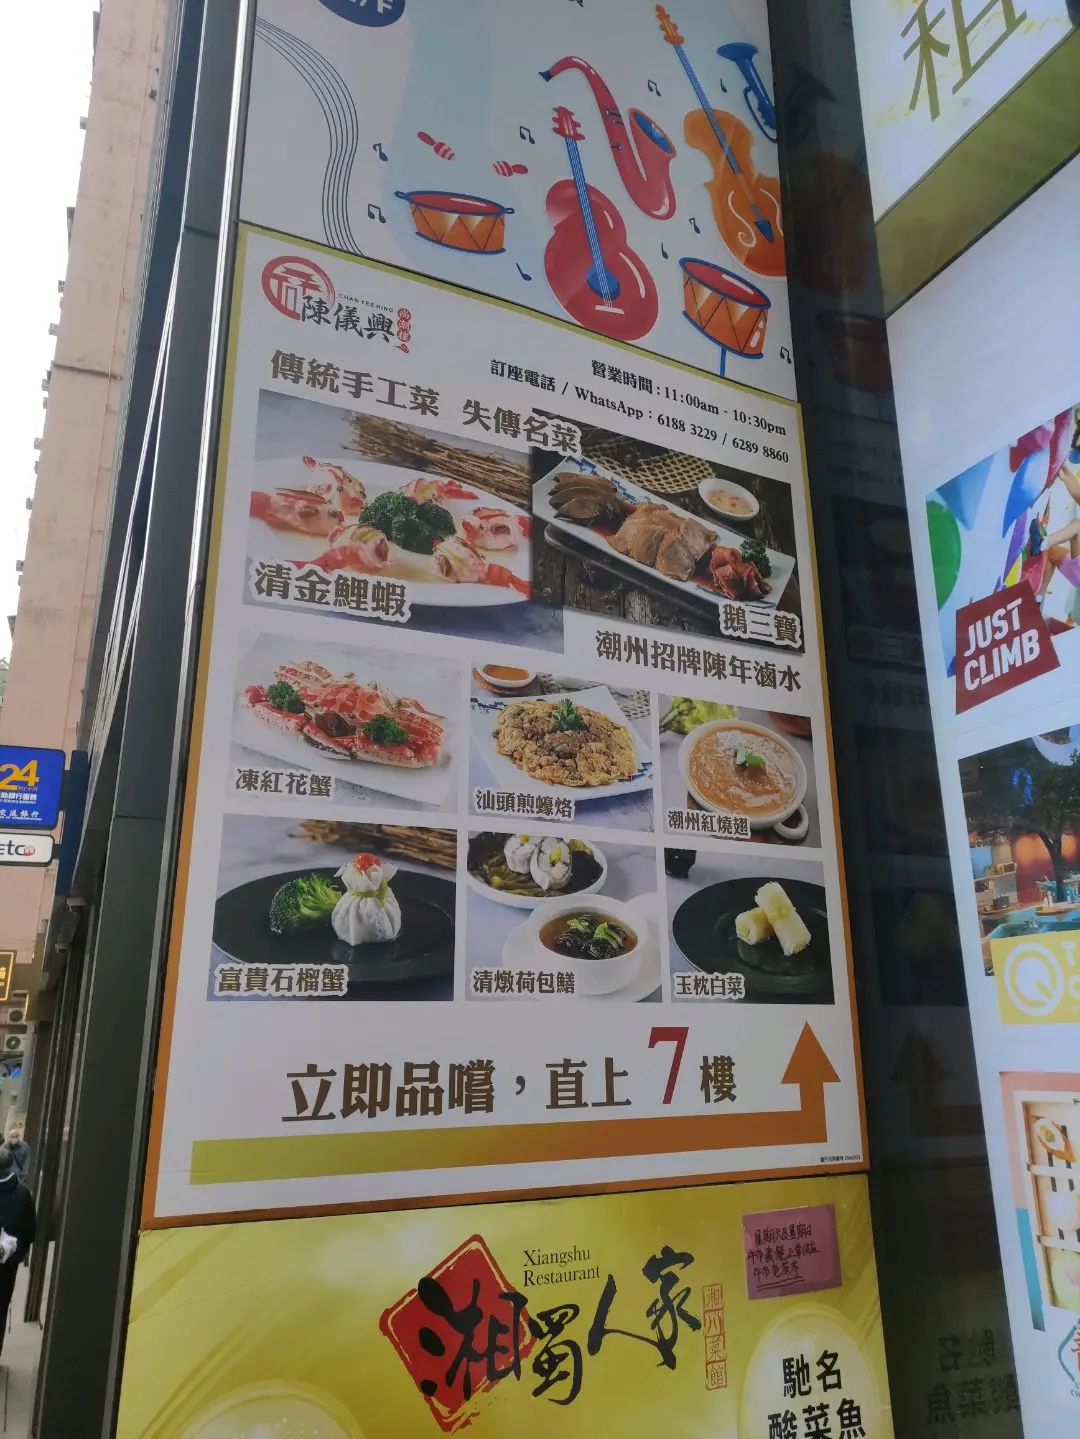 租
CHAN YEE HING
陳儀興
尚潮樓
營業時間：11:00am - 10:30pm
訂座電話 / WhatsApp：6188 3229 / 6289 8860
傳統手工菜 失傳名菜
清金鯉蝦
鵝三寶
潮州招牌陳年滷水
凍紅花蟹
汕頭煎蠔烙
潮州紅燒翅
富貴石榴蟹
清燉荷包鱔
玉枕白菜
立即品嚐，直上 7 樓
JUST
CLIMB
24
Xiangshu
Restaurant
湘蜀人家
湘川菜館
馳名
酸菜魚